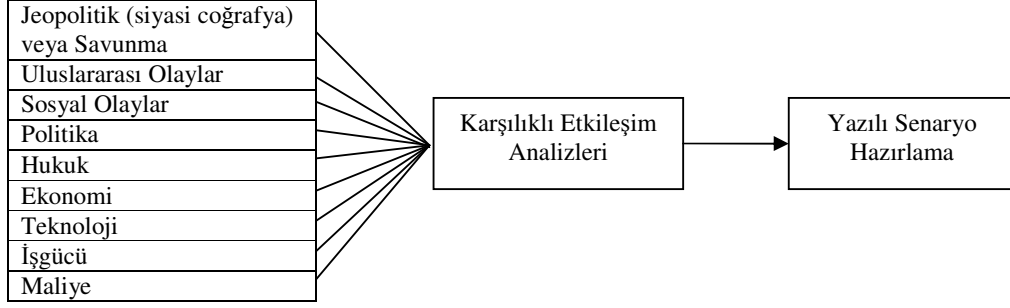 Jeopolitik (siyasi coğrafya)
veya Savunma
Uluslararası Olaylar
Sosyal Olaylar
Politika
Hukuk
Ekonomi
Teknoloji
İşgücü
Maliye
Karşılıklı Etkileşim
Analizleri
Yazılı Senaryo
Hazırlama